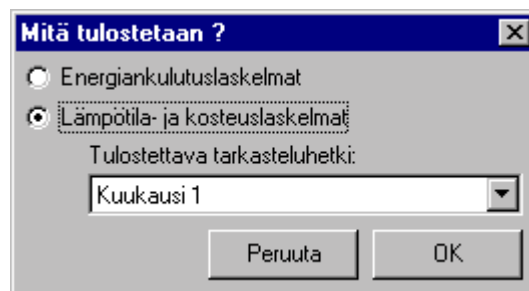 Mitä tulostetaan ?
Energiankulutuslaskelmat
Lämpötila- ja kosteuslaskelmat
Tulostettava tarkasteluhetki:
Kuukausi 1
Peruuta
OK